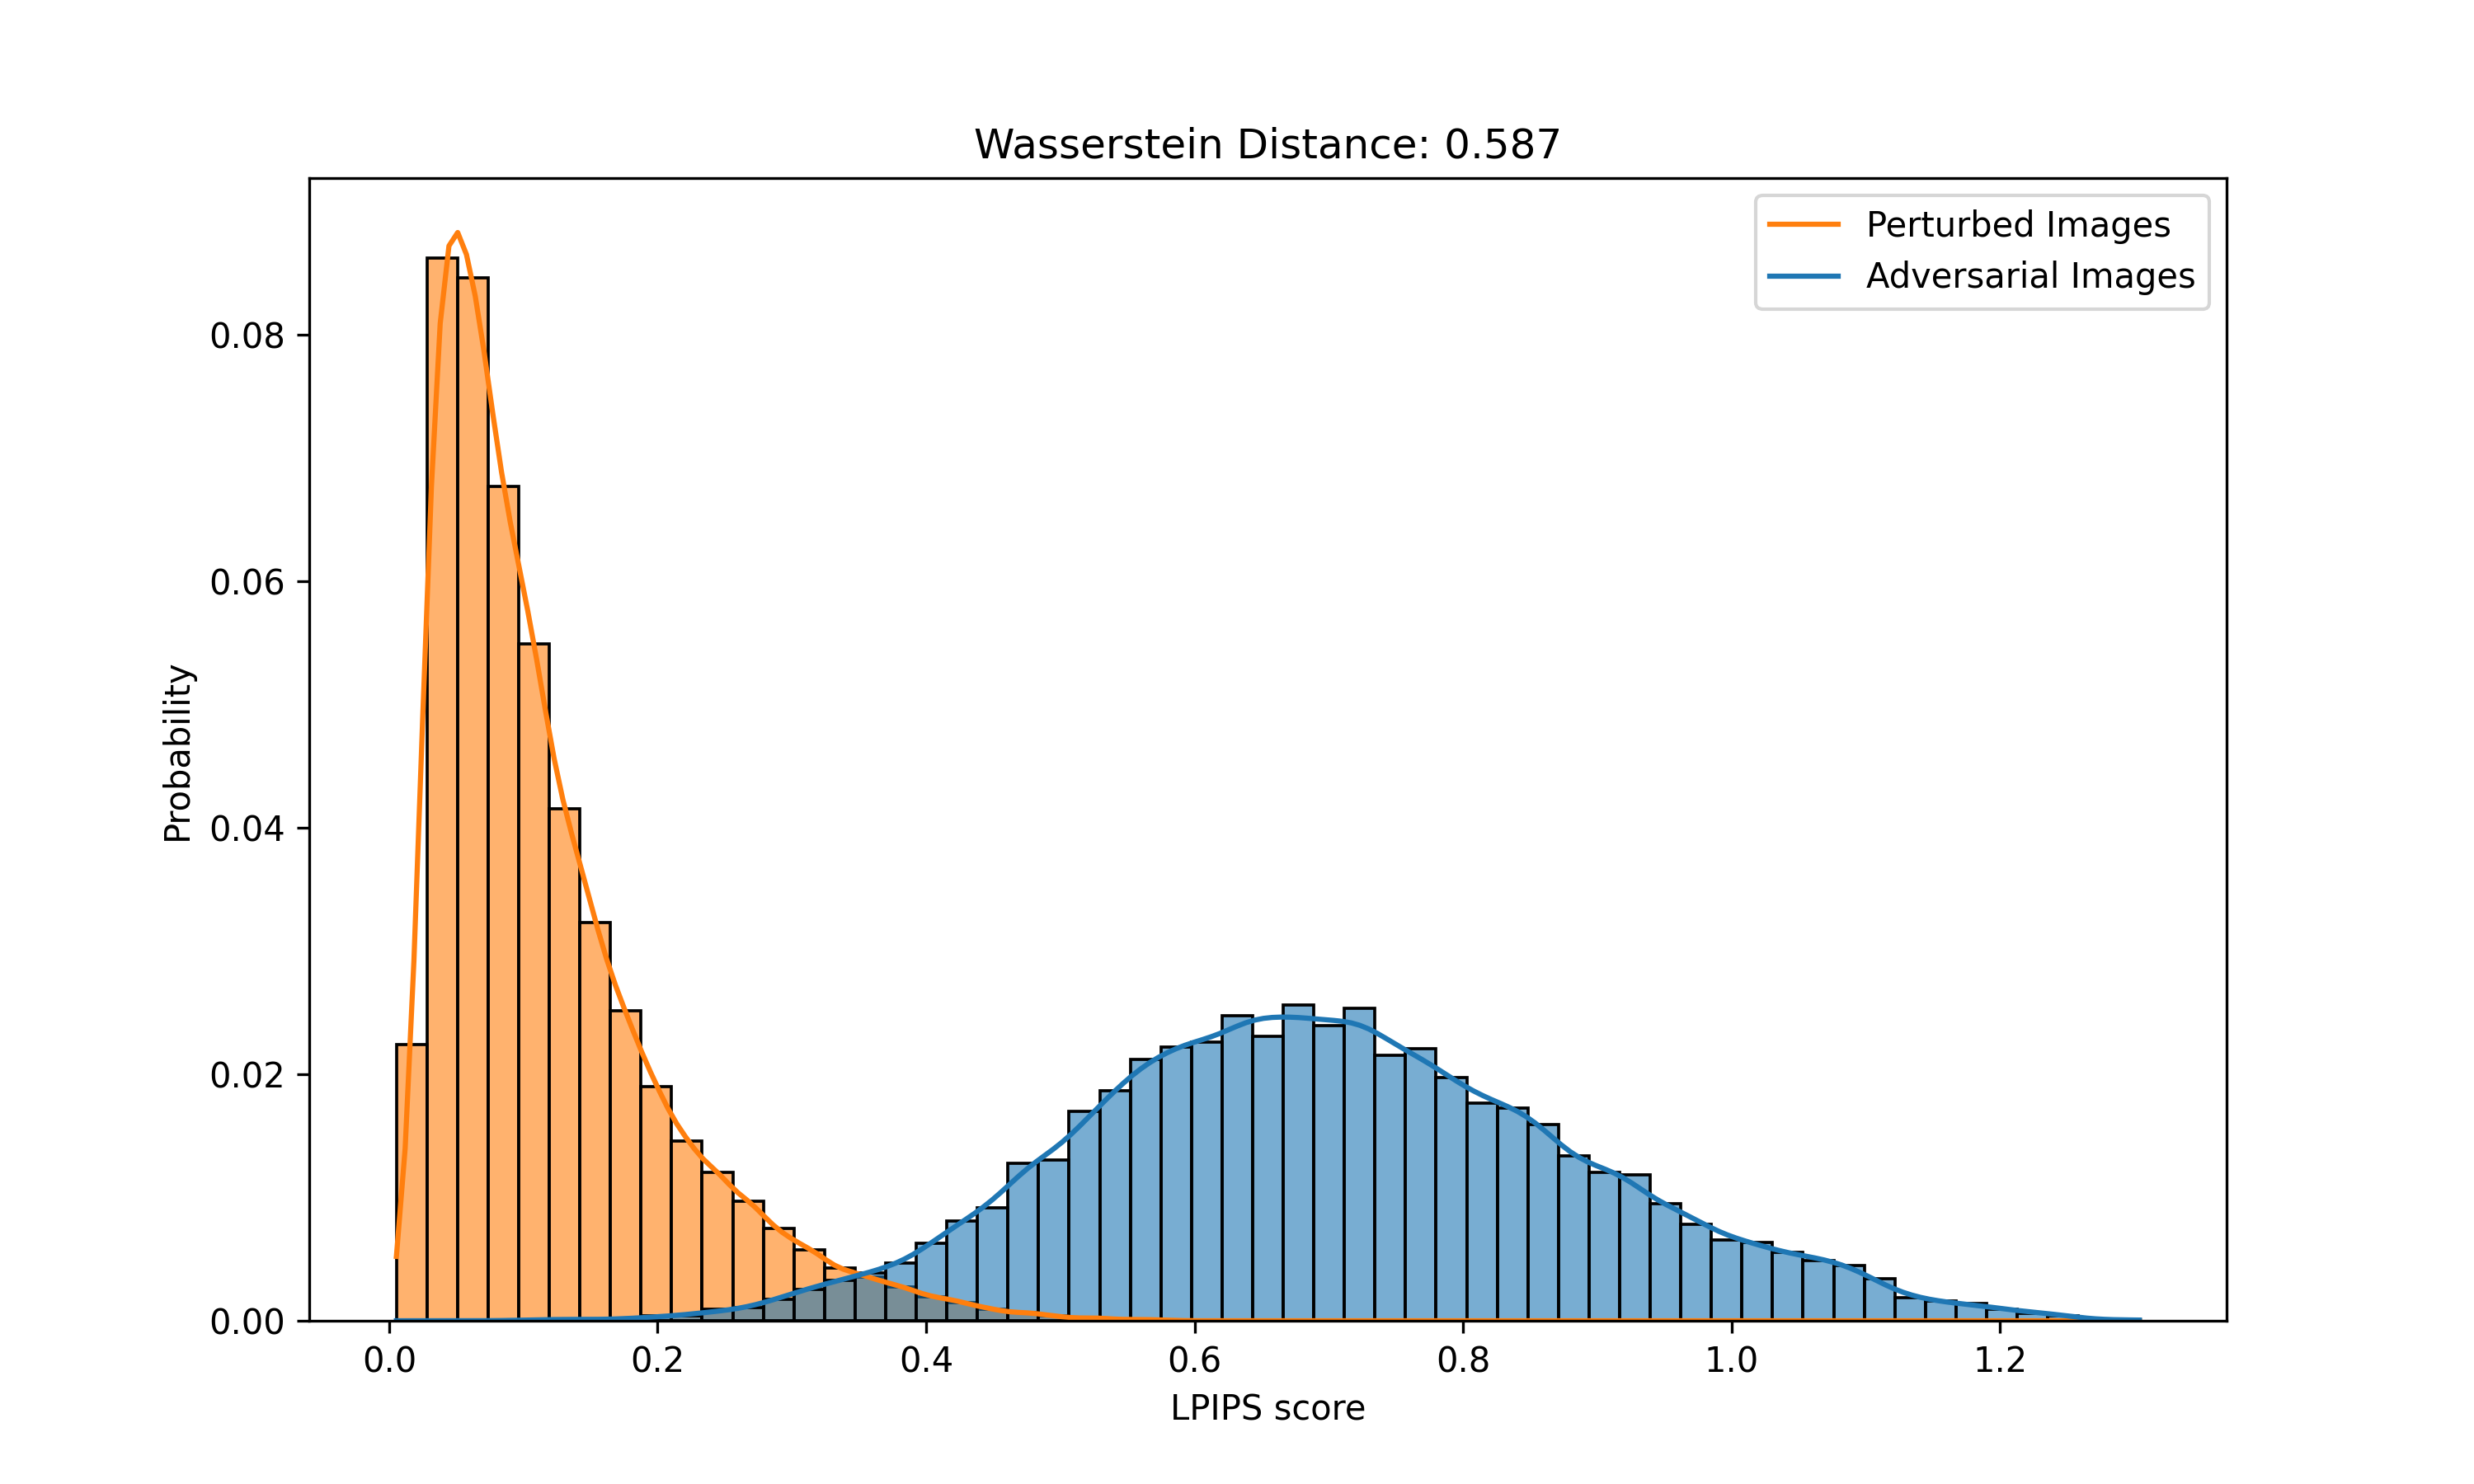 Wasserstein Distance: 0.587
Perturbed Images
Adversarial Images
Probability
0.08
0.06
0.04
0.02
0.00
0.0 0.2 0.4 0.6 0.8 1.0 1.2
LPIPS score